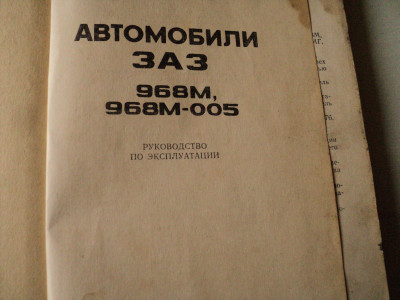 АВТОМОБИЛИ
ЗАЗ
968М,
968М-005
РУКОВОДСТВО
ПО ЭКСПЛУАТАЦИИ